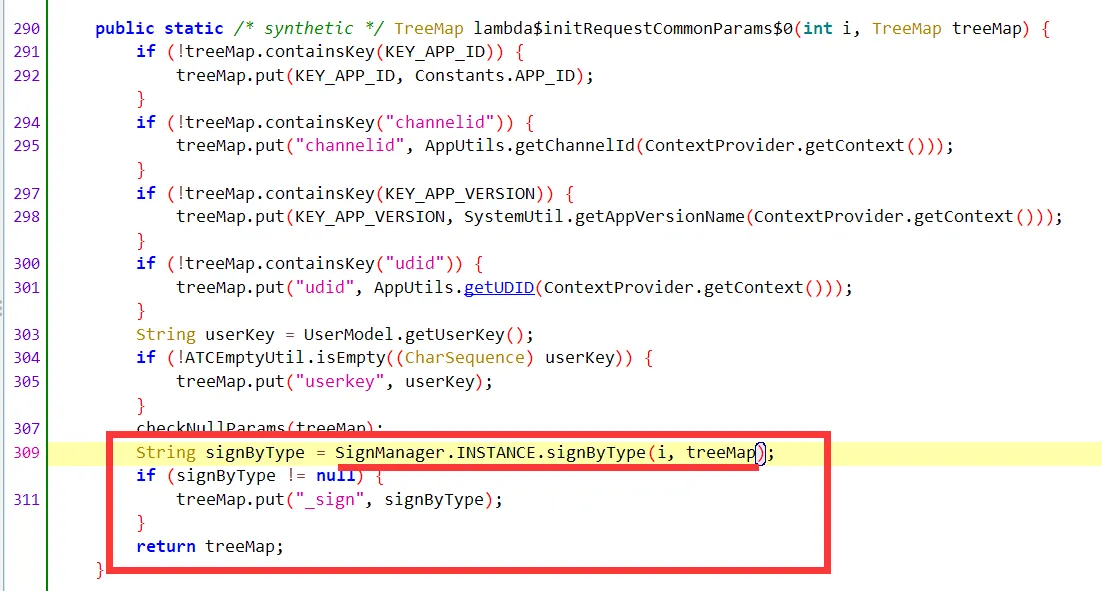 290 public static /* synthetic */ TreeMap lambda$initRequestCommonParams$0(int i, TreeMap treeMap) {
291 if (!treeMap.containsKey(KEY_APP_ID)) {
292 treeMap.put(KEY_APP_ID, Constants.APP_ID);
}
294 if (!treeMap.containsKey("channelid")) {
295 treeMap.put("channelid", AppUtils.getChannelId(ContextProvider.getContext()));
}
297 if (!treeMap.containsKey(KEY_APP_VERSION)) {
298 treeMap.put(KEY_APP_VERSION, SystemUtil.getAppVersionName(ContextProvider.getContext()));
}
300 if (!treeMap.containsKey("udid")) {
301 treeMap.put("udid", AppUtils.getUDID(ContextProvider.getContext()));
}
303 String userKey = UserModel.getUserKey();
304 if (!ATCEmptyUtil.isEmpty((CharSequence) userKey)) {
305 treeMap.put("userkey", userKey);
}
307 checkNullParams(treeMap);
309 String signByType = SignManager.INSTANCE.signByType(i, treeMap);
if (signByType != null) {
311 treeMap.put("_sign", signByType);
}
return treeMap;
}